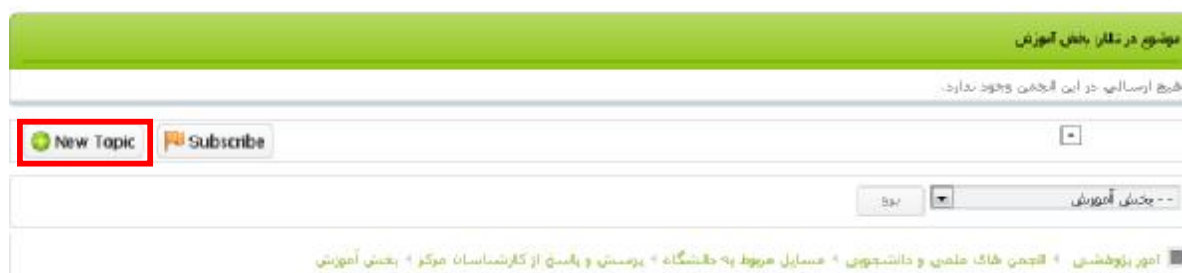 موضوع در تالار: بخش آموزش
هیچ ارسالی در این انجمن وجود ندارد.
New Topic Subscribe
-- بخش آموزش برو
امور پژوهشی › انجمن های علمی و دانشجویی › مسایل مربوط به دانشگاه › پرسش و پاسخ از کارشناسان مرکز › بخش آموزش